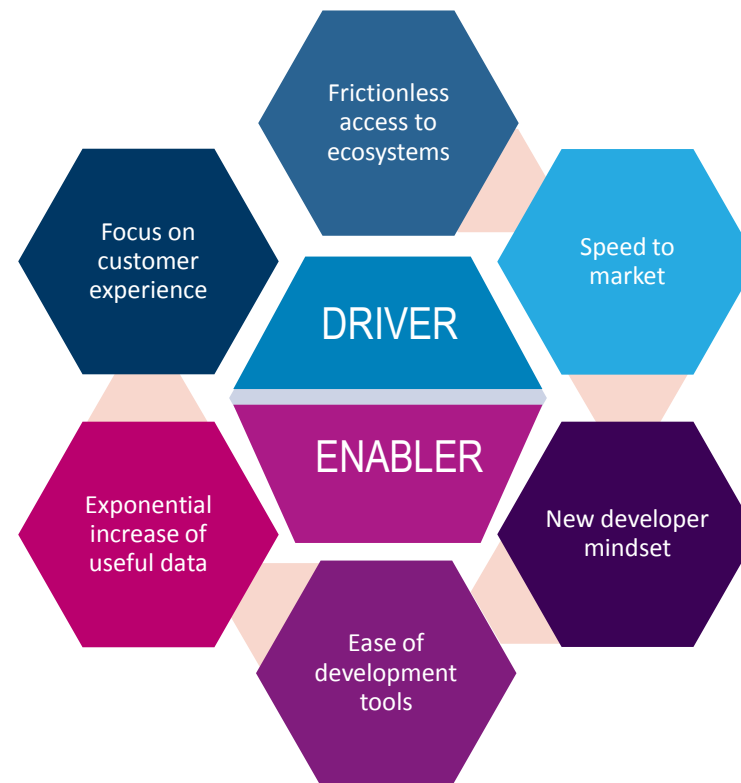 Frictionless
access to
ecosystems
Focus on
customer
experience
Speed to
market
DRIVER
ENABLER
Exponential
increase of
useful data
New developer
mindset
Ease of
development
tools